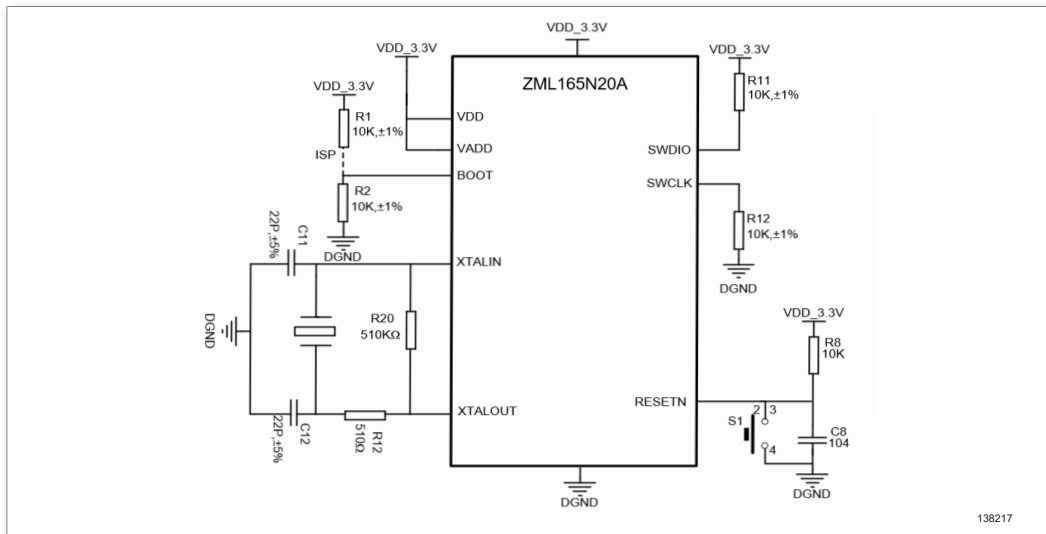 VDD_3.3V
VDD_3.3V
VDD_3.3V
VDD_3.3V
ZML165N20A
R1
10K,±1%
ISP
R2
10K,±1%
DGND
VDD
VADD
BOOT
R11
10K,±1%
SWDIO
SWCLK
R12
10K,±1%
DGND
C11
22P,±5%
XTALIN
R20
510KΩ
DGND
C12
22P,±5%
R12
510Ω
XTALOUT
VDD_3.3V
R8
10K
RESETN
2 3
S1
4
C8
104
DGND
DGND
138217